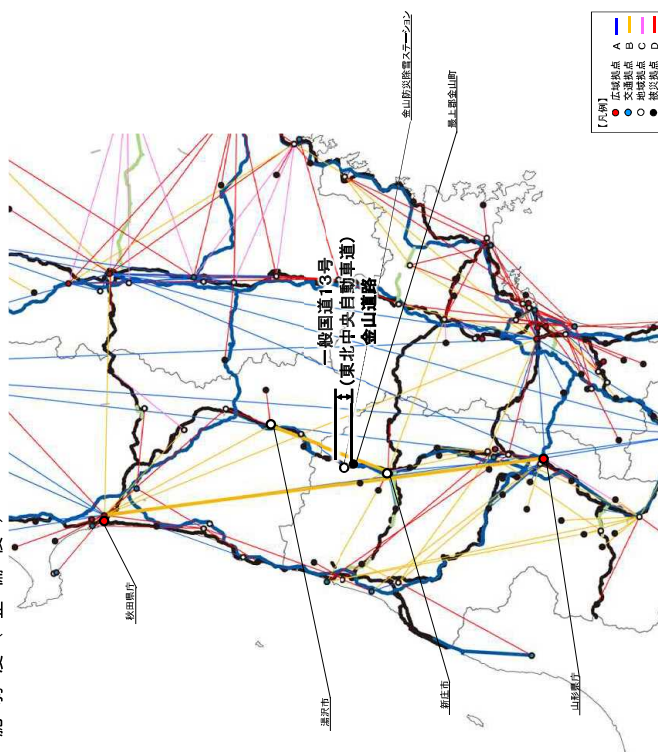 金山防災除雪ステーション
最上郡金山町
一般国道13号
(東北中央自動車道)
金山道路
【凡例】
広域拠点 A
交通拠点 B
地域拠点 C
被災拠点 D
秋田県庁
湯沢市
新庄市
山形県庁